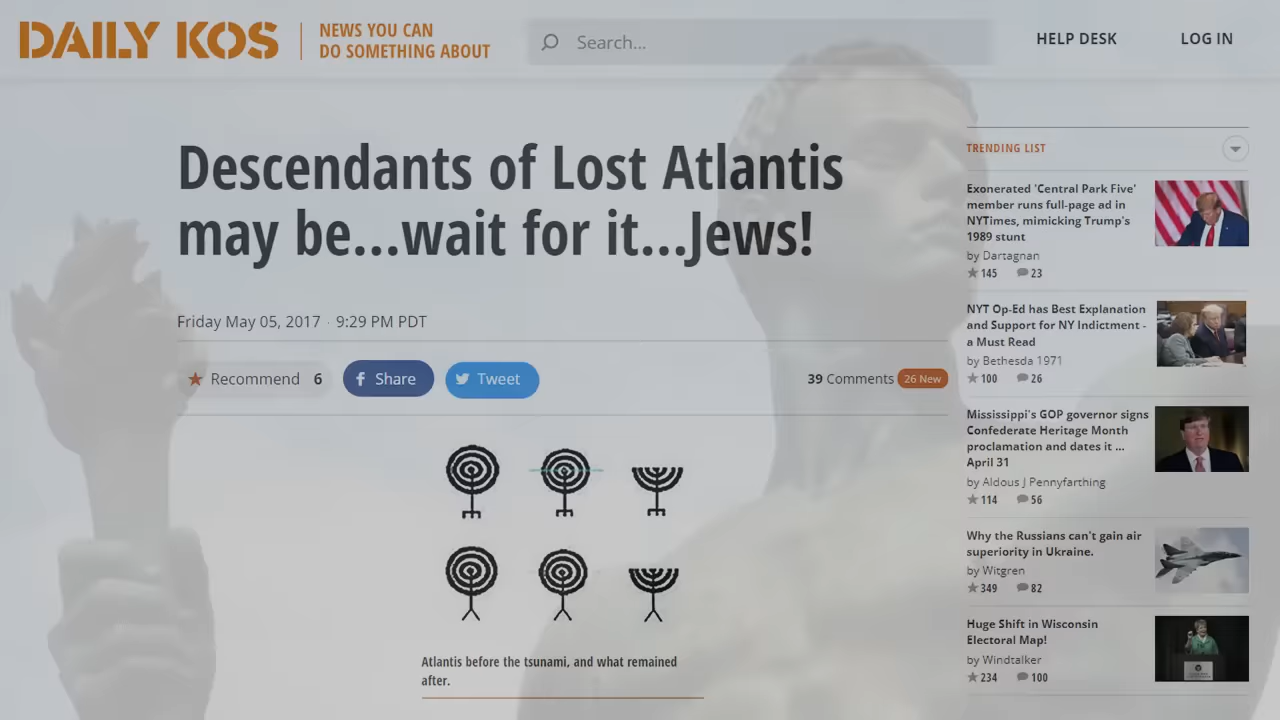 DAILY KOS
NEWS YOU CAN
DO SOMETHING ABOUT
Search...
HELP DESK
LOG IN
Descendants of Lost Atlantis
may be...wait for it...Jews!
Friday May 05, 2017 · 9:29 PM PDT
Recommend 6
Share
Tweet
39 Comments 26 New
Atlantis before the tsunami, and what remained
after.
TRENDING LIST
Exonerated 'Central Park Five'
member runs full-page ad in
NYTimes, mimicking Trump's
1989 stunt
by Dartagnan
145 23
NYT Op-Ed has Best Explanation
and Support for NY Indictment -
a Must Read
by Bethesda 1971
100 26
Mississippi's GOP governor signs
Confederate Heritage Month
proclamation and dates it ...
April 31
by Aldous J Pennyfarthing
114 56
Why the Russians can't gain air
superiority in Ukraine.
by Witgren
349 82
Huge Shift in Wisconsin
Electoral Map!
by Windtalker
234 100